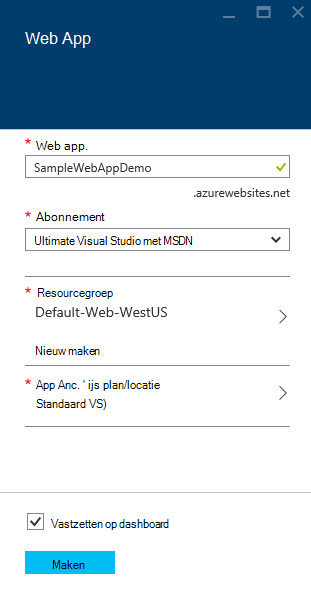 Web App
* Web app.
SampleWebAppDemo
.azurewebsites.net
* Abonnement
Ultimate Visual Studio met MSDN
* Resourcegroep
Default-Web-WestUS
Nieuw maken
* App Anc. ' ijs plan/locatie
Standaard VS)
Vastzetten op dashboard
Maken